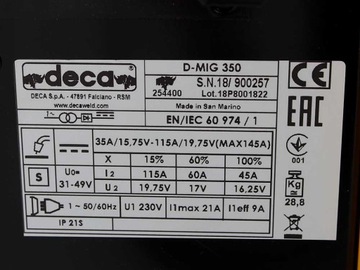 deca
DECA S.p.A. - 47891 Falciano - RSM
www.decaweld.com
D-MIG 350
254400
S.N.18/ 900257
Lot.18P8001822
Made in San Marino
EN/IEC 60 974 / 1
CE
EAC
001
35A/15,75V-115A/19,75V(MAX145A)
X 15% 60% 100%
S
U0= 31-49V
I2 115A 60A 45A
U2 19,75V 17V 16,25V
Kg
28,8
1~ 50/60Hz U1 230V I1max 21A I1eff 9A
IP 21S